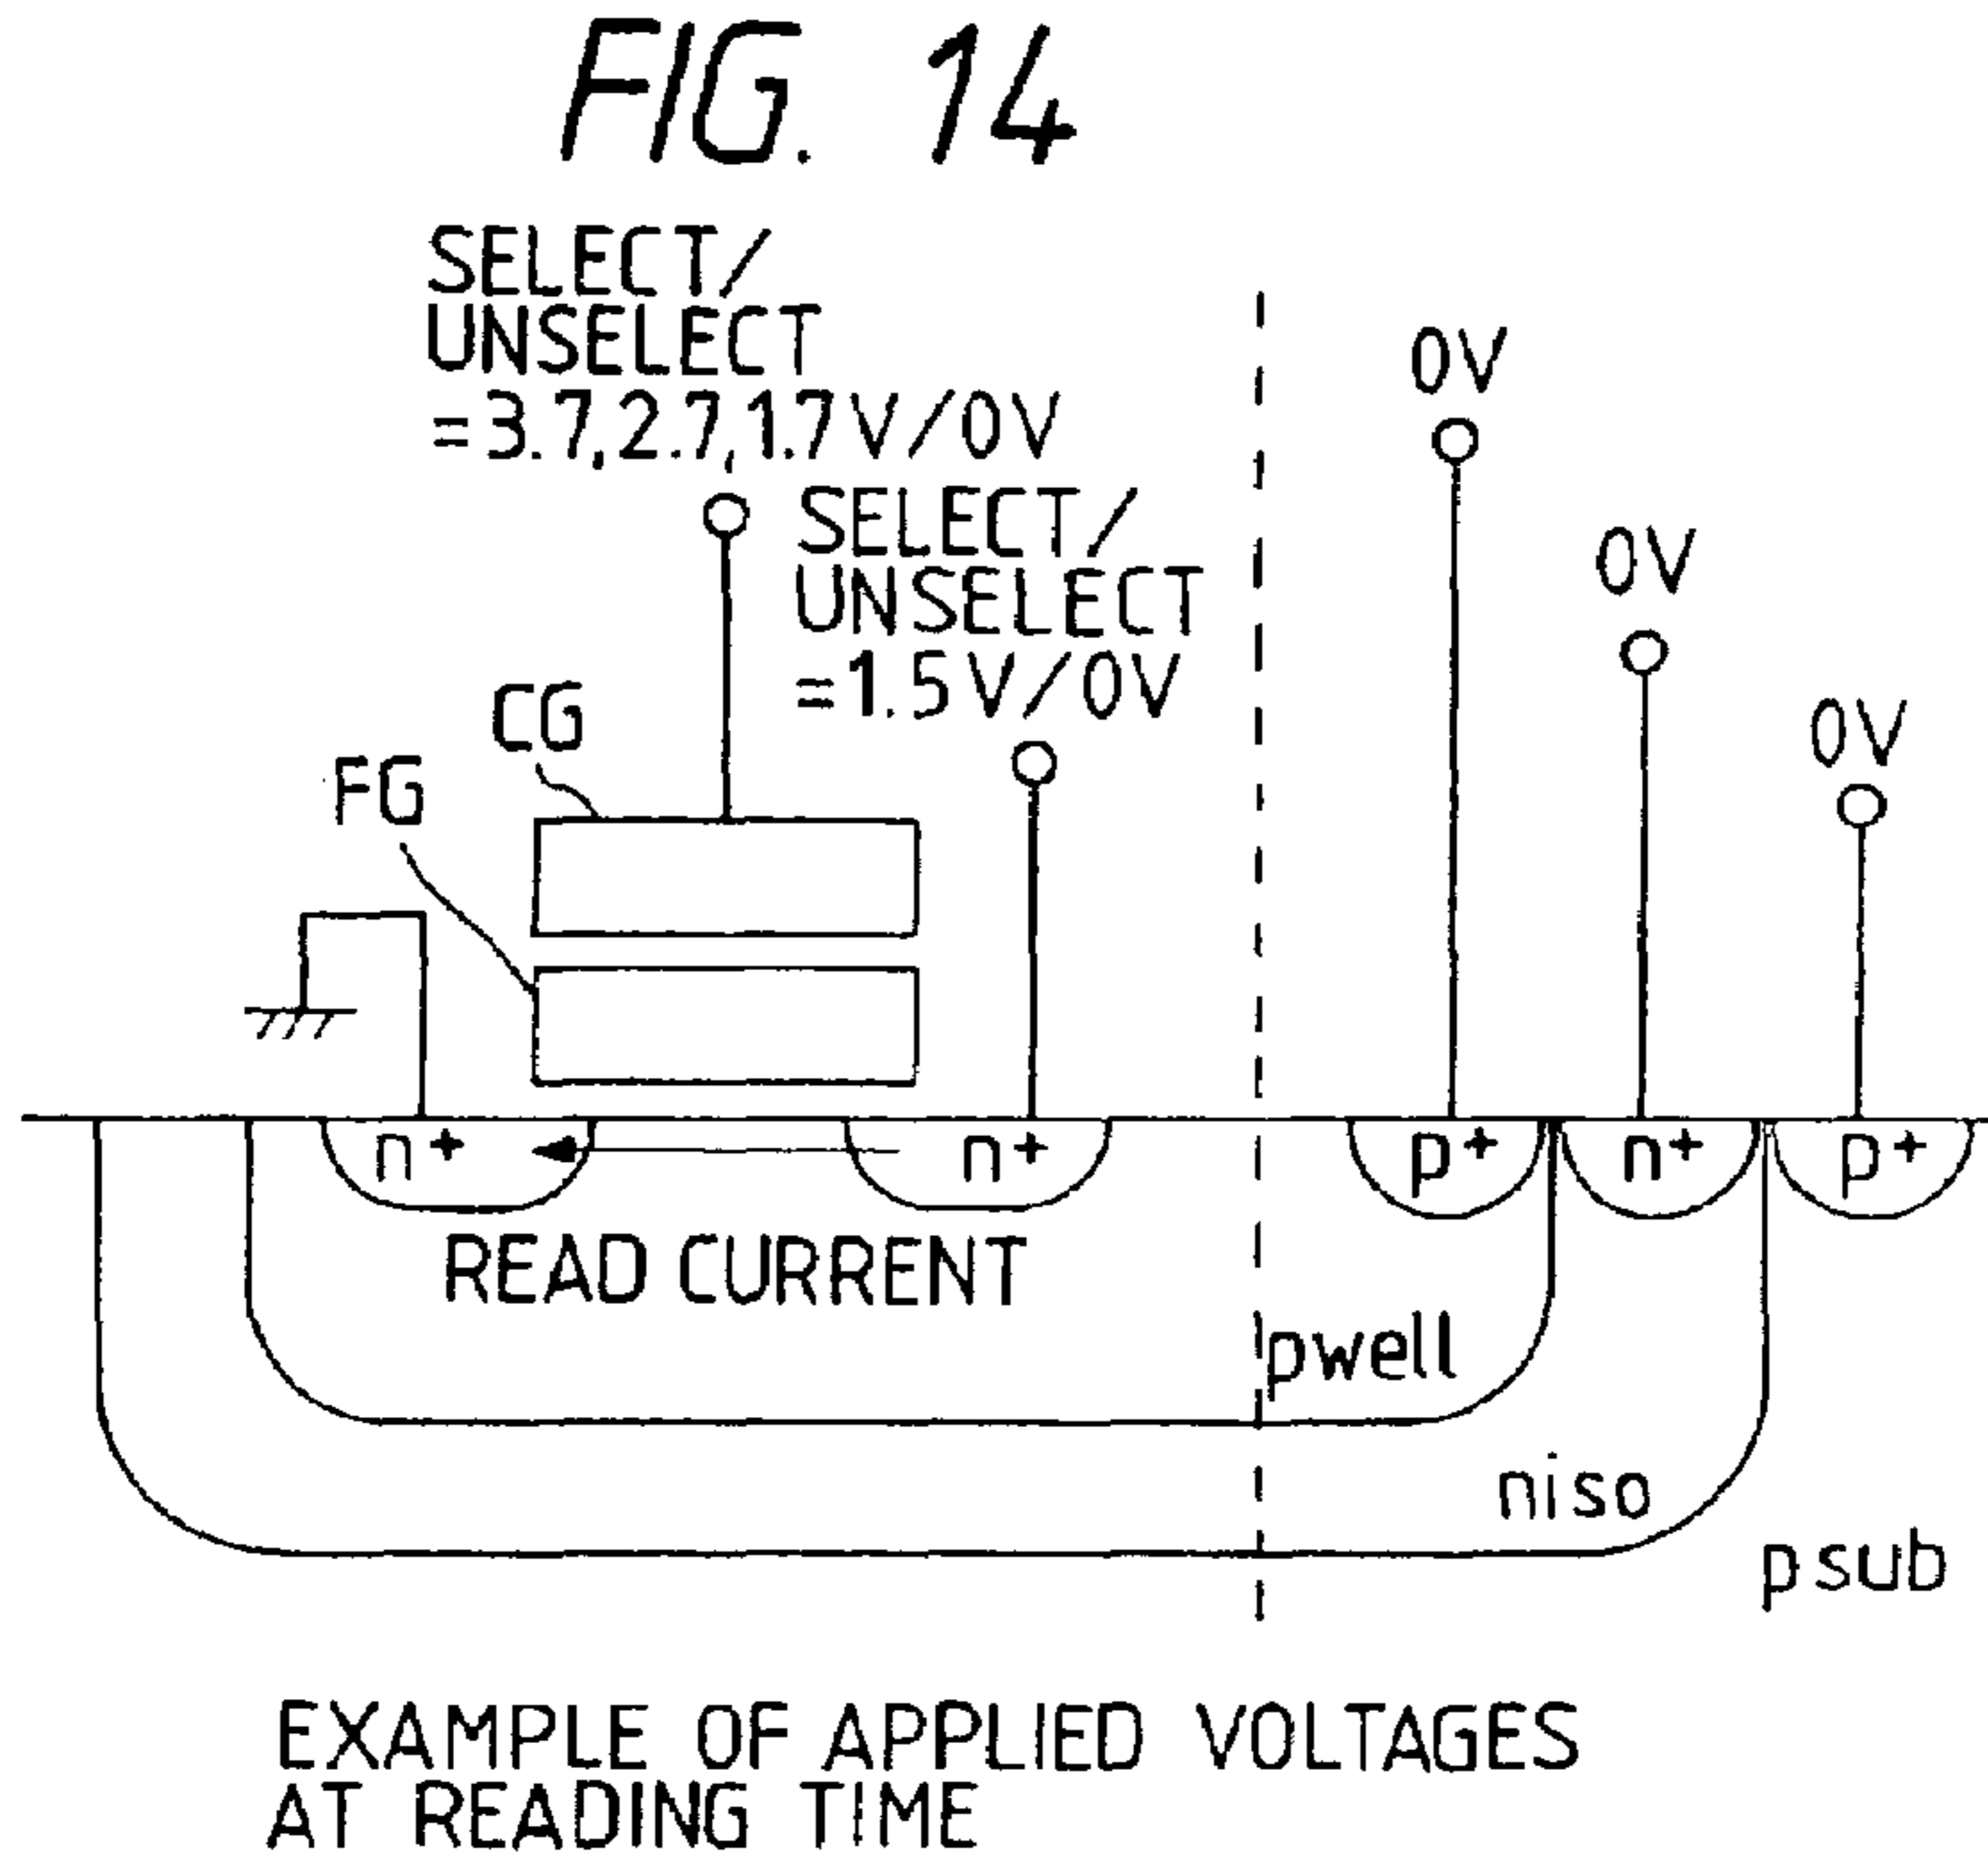 FIG. 14
SELECT/
UNSELECT
=3.7,2.7,1.7V/0V
SELECT/
UNSELECT
=1.5V/0V
0V
0V
0V
CG
FG
n+
n+
p+
n+
p+
READ CURRENT
pwell
niso
psub
EXAMPLE OF APPLIED VOLTAGES
AT READING TIME